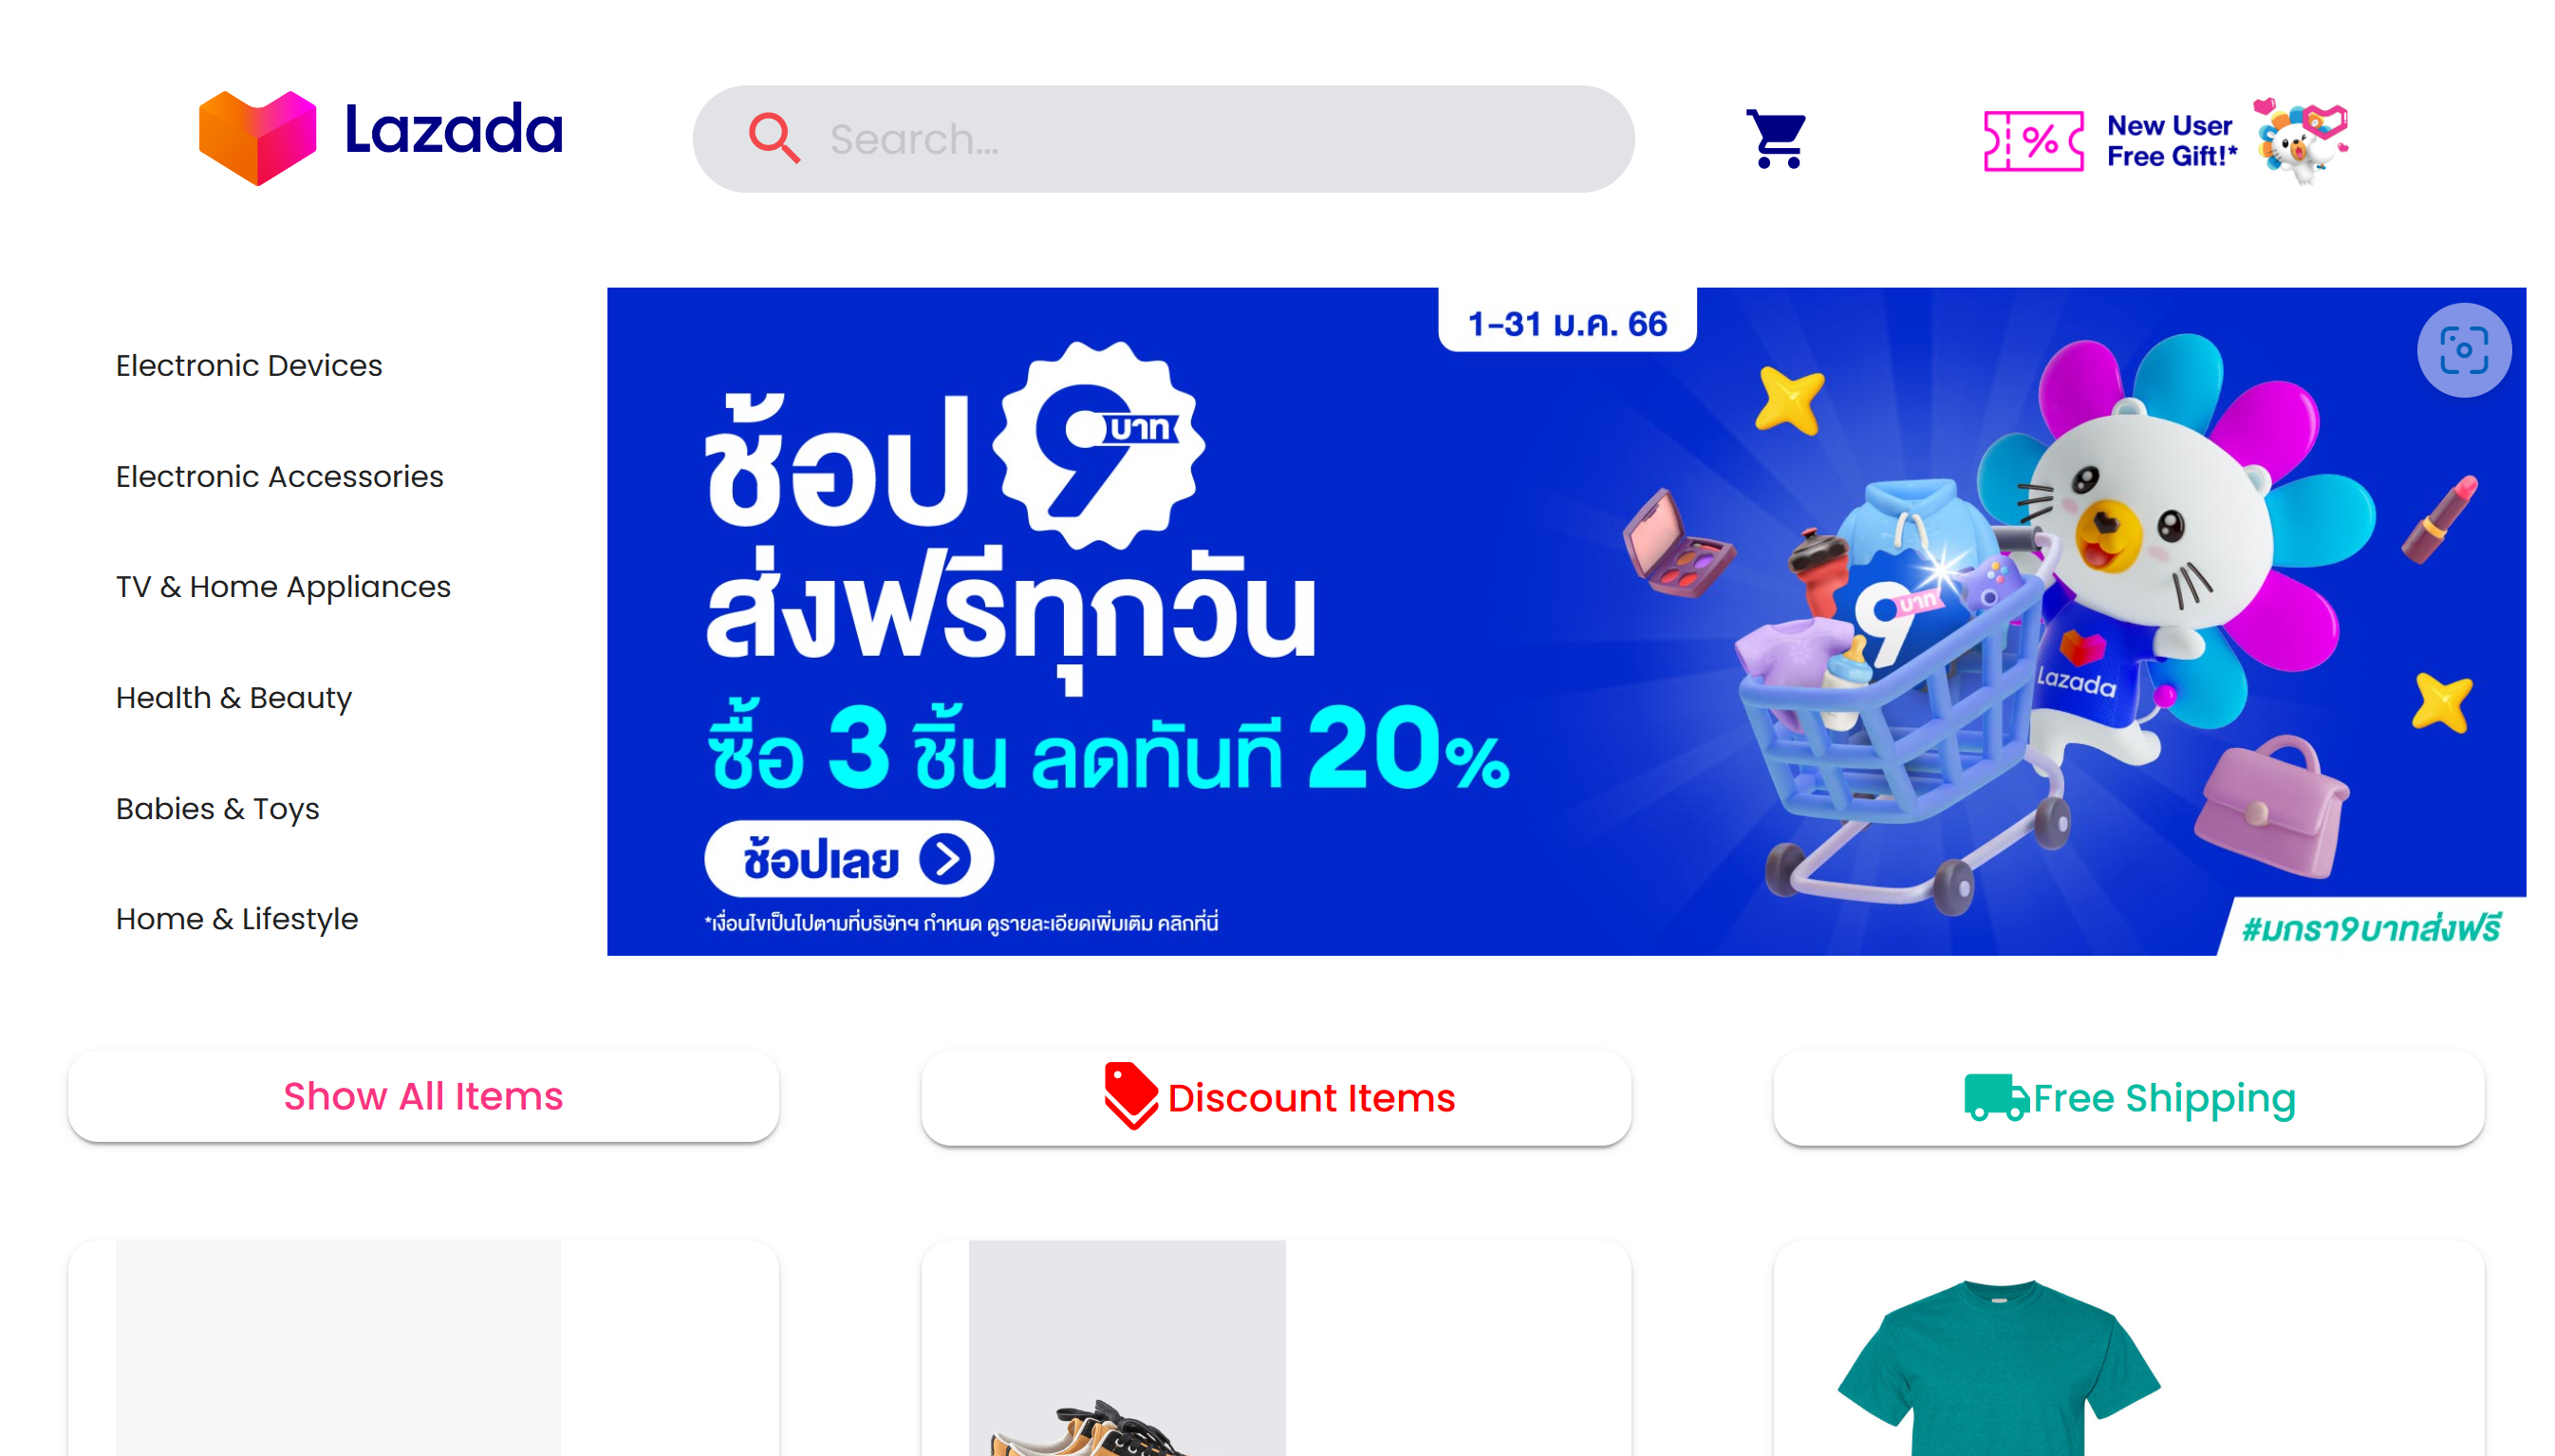 Lazada
Search...
%
New User
Free Gift!*
Electronic Devices
Electronic Accessories
TV & Home Appliances
Health & Beauty
Babies & Toys
Home & Lifestyle
1-31 ม.ค. 66
ช้อป 9 บาท
ส่งฟรีทุกวัน
ซื้อ 3 ชิ้น ลดทันที 20%
ช้อปเลย
*เงื่อนไขเป็นไปตามที่บริษัทฯ กำหนด ดูรายละเอียดเพิ่มเติม คลิกที่นี่
9 บาท
Lazada
#มกรา9บาทส่งฟรี
Show All Items
Discount Items
Free Shipping